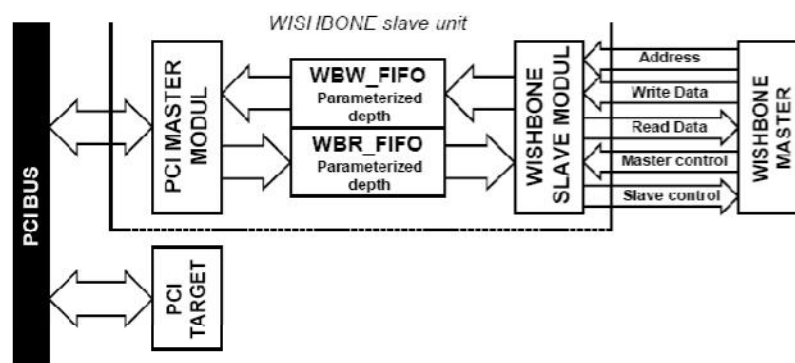 WISHBONE slave unit
PCI BUS
PCI MASTER
MODUL
WBW_FIFO
Parameterized
depth
WBR_FIFO
Parameterized
depth
WISHBONE
SLAVE MODUL
Address
Write Data
Read Data
Master control
Slave control
WISHBONE
MASTER
PCI
TARGET